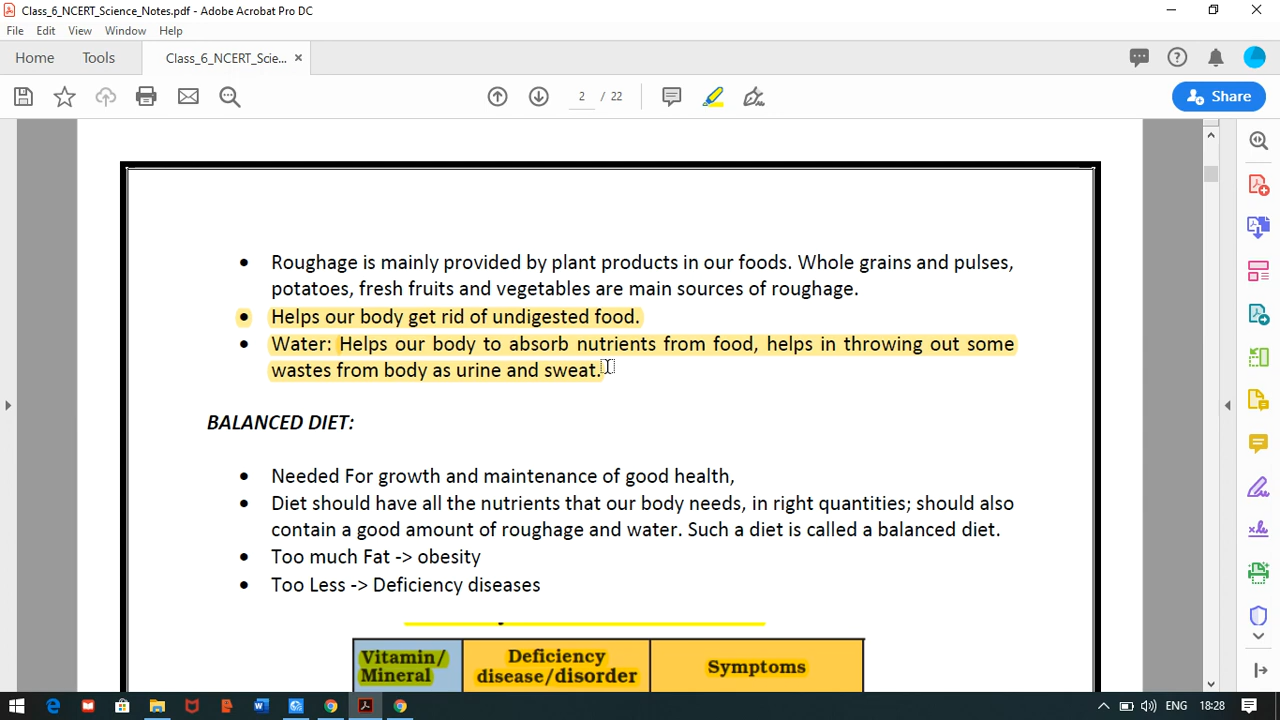 Class_6_NCERT_Science_Notes.pdf - Adobe Acrobat Pro DC
File Edit View Window Help
Home Tools Class_6_NCERT_Scie... ×
2 / 22 Share
• Roughage is mainly provided by plant products in our foods. Whole grains and pulses,
potatoes, fresh fruits and vegetables are main sources of roughage.
• Helps our body get rid of undigested food.
• Water: Helps our body to absorb nutrients from food, helps in throwing out some
wastes from body as urine and sweat.
BALANCED DIET:
• Needed For growth and maintenance of good health,
• Diet should have all the nutrients that our body needs, in right quantities; should also
contain a good amount of roughage and water. Such a diet is called a balanced diet.
• Too much Fat -> obesity
• Too Less -> Deficiency diseases
Vitamin/ Deficiency Symptoms
Mineral disease/disorder
ENG 18:28